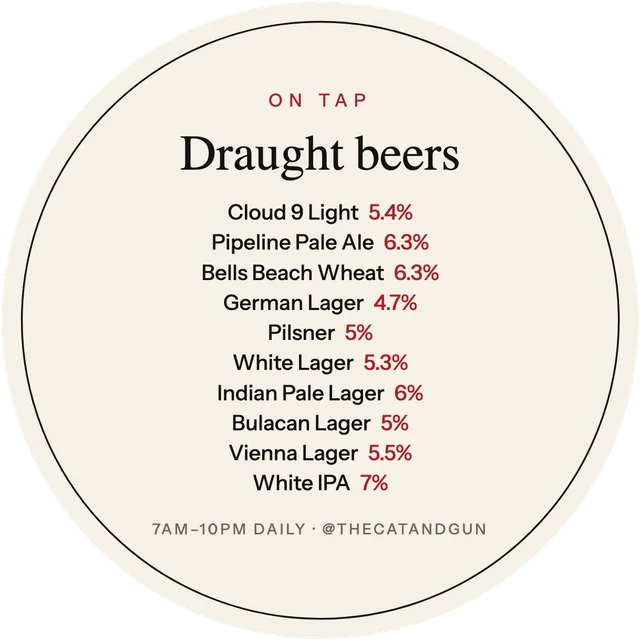 ON TAP
Draught beers
Cloud 9 Light 5.4%
Pipeline Pale Ale 6.3%
Bells Beach Wheat 6.3%
German Lager 4.7%
Pilsner 5%
White Lager 5.3%
Indian Pale Lager 6%
Bulacan Lager 5%
Vienna Lager 5.5%
White IPA 7%
7AM–10PM DAILY · @THECATANDGUN